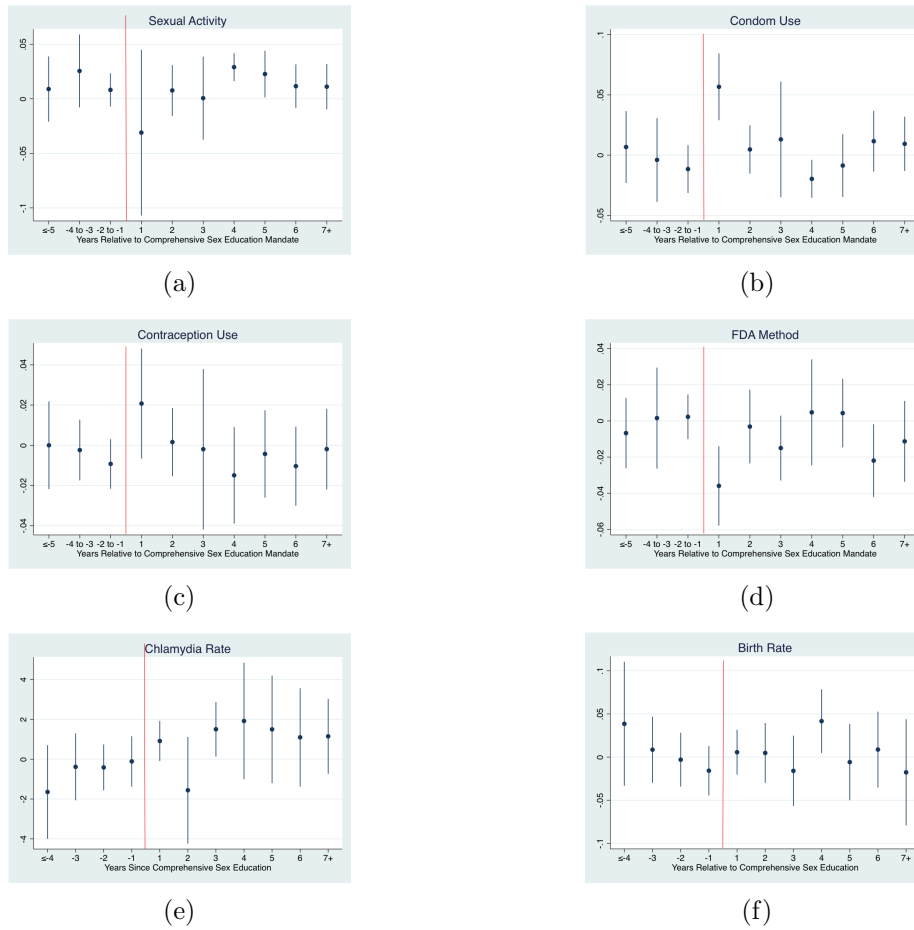 Sexual Activity
.05
0
-.05
-.1
≤-5 -4 to -3 -2 to -1 1 2 3 4 5 6 7+
Years Relative to Comprehensive Sex Education Mandate
(a)
Condom Use
.1
.05
0
-.05
≤-5 -4 to -3 -2 to -1 1 2 3 4 5 6 7+
Years Relative to Comprehensive Sex Education Mandate
(b)
Contraception Use
.04
.02
0
-.02
-.04
≤-5 -4 to -3 -2 to -1 1 2 3 4 5 6 7+
Years Relative to Comprehensive Sex Education Mandate
(c)
FDA Method
.04
.02
0
-.02
-.04
-.06
≤-5 -4 to -3 -2 to -1 1 2 3 4 5 6 7+
Years Relative to Comprehensive Sex Education Mandate
(d)
Chlamydia Rate
4
2
0
-2
-4
≤-4 -3 -2 -1 1 2 3 4 5 6 7+
Years Since Comprehensive Sex Education
(e)
Birth Rate
.1
.05
0
-.05
-.1
≤-4 -3 -2 -1 1 2 3 4 5 6 7+
Years Relative to Comprehensive Sex Education
(f)